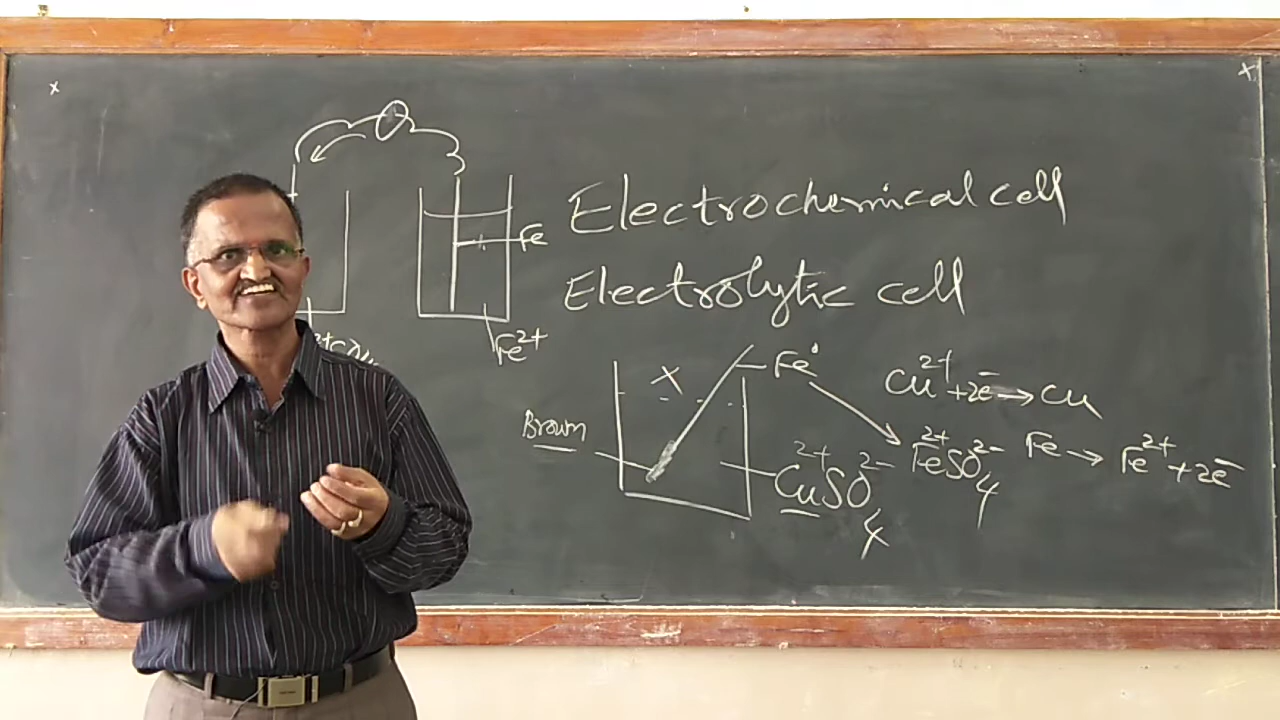 Electrochemical cell
Fe
Electrolytic cell
Fe²⁺
Fe°
Cu²⁺ + 2e⁻ → Cu
Brown
Cu²⁺SO₄²⁻
Fe²⁺SO₄²⁻
Fe → Fe²⁺ + 2e⁻